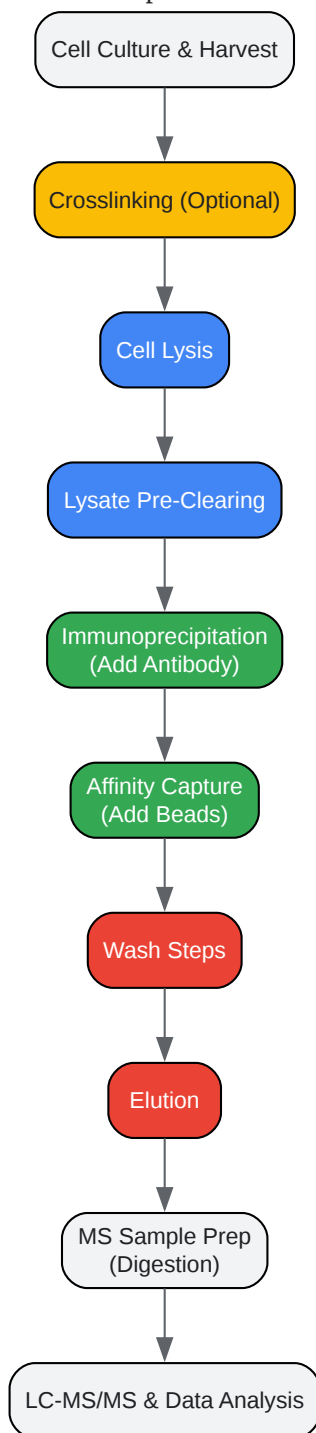 Cell Culture & Harvest
Crosslinking (Optional)
Cell Lysis
Lysate Pre-Clearing
Immunoprecipitation
(Add Antibody)
Affinity Capture
(Add Beads)
Wash Steps
Elution
MS Sample Prep
(Digestion)
LC-MS/MS & Data Analysis